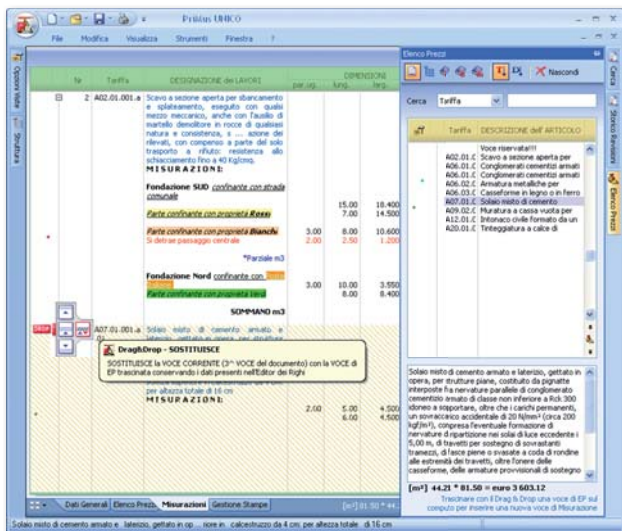 PriMus UNICO
File Modifica Visualizza Strumenti Finestra ?
Opzioni Viste
Struttura
Nr Tariffa DESIGNAZIONE dei LAVORI DIMENSIONI
par.ug. lung. larg.
2 A02.01.001.a Scavo a sezione aperta per sbancamento
e splateamento, eseguito con qualsi
mezzo meccanico, anche con l'ausilio di
martello demolitore in rocce di qualsiasi
natura e consistenza, s ... azione dei
rilevati, con compenso a parte del solo
trasporto a rifiuto: resistenza allo
schiacciamento fino a 40 Kg/cmq.
MISURAZIONI:
Fondazione SUD confinante con strada
comunale
15.00 18.400
Parte confinante con proprietà Rossi 7.00 14.500
Parte confinante con proprietà Bianchi 3.00 8.00 10.600
Si detrae passaggio centrale 2.00 2.50 1.200
*Parziale m3
Fondazione Nord confinante con
3.00 10.00 3.550
Parte confinante con proprietà Verdi 8.00 8.400
SOMMANO m3
A07.01.001.a Solaio misto di cemento armato e
laterizio, gettato in opera, per strutture
Drag&Drop - SOSTITUISCE
SOSTITUISCE la VOCE CORRENTE (3^ VOCE del documento) con la VOCE di
EP trascinata conservando i dati presenti nell'Editor dei Righi
per altezza totale di 16 cm
MISURAZIONI:
2.00 5.00 4.500
6.00 4.500
Dati Generali Elenco Prezzi Misurazioni Gestione Stampe
Solaio misto di cemento armato e laterizio, gettato in op ... riore in calcestruzzo da 4 cm: per altezza totale di 16 cm
Elenco Prezzi
Nascondi
Cerca Tariffa
Tariffa DESCRIZIONE dell'ARTICOLO
Voce riservata!!!
A02.01.0 Scavo a sezione aperta per
A06.01.0 Conglomerati cementizi armati
A06.01.0 Conglomerati cementizi armati
A06.02.0 Armatura metalliche per
A06.03.0 Casseforme in legno o in ferro
A07.01.0 Solaio misto di cemento
A09.02.0 Muratura a cassa vuota per
A12.01.0 Intonaco civile formato da un
A20.01.0 Tinteggiatura a calce di
Solaio misto di cemento armato e laterizio, gettato in
opera, per strutture piane, costituito da pignatte
interposte fra nervature parallele di conglomerato
cementizio armato di classe non inferiore a Rck 300
idoneo a sopportare, oltre che i carichi permanenti,
un sovraccarico accidentale di 20 N/mm² (circa 200
kgf/m²), compresa l'eventuale formazione di
nervature d ripartizione nei solai di luce eccedente i
5,00 m, di travetti per sostegno di sovrastanti
tramezzi, di fasce piene o svasate a coda di rondine
alle estremità dei travetti, oltre l'onere delle
casseforme, delle armature provvisionali di sostegno
[m²] 44.21 * 81.50 = euro 3 603.12
Trascinare con il Drag & Drop una voce di EP sul
computo per inserire una nuova voce di Misurazione
Cerca
Storico Revisioni
Elenco Prezzi